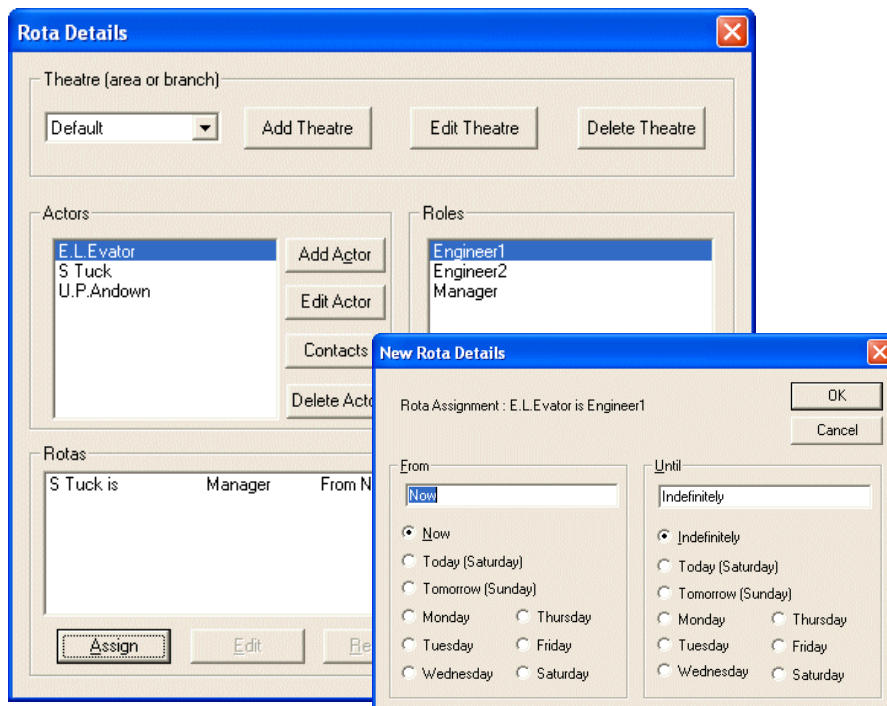 Rota Details
Theatre (area or branch)
Default
Add Theatre
Edit Theatre
Delete Theatre
Actors
E.L.Evator
S Tuck
U.P.Andown
Add Actor
Edit Actor
Contacts
Delete Acto
Roles
Engineer1
Engineer2
Manager
Rotas
S Tuck is Manager From N
Assign
Edit
Re
New Rota Details
Rota Assignment : E.L.Evator is Engineer1
OK
Cancel
From
Now
Now
Today (Saturday)
Tomorrow (Sunday)
Monday Thursday
Tuesday Friday
Wednesday Saturday
Until
Indefinitely
Indefinitely
Today (Saturday)
Tomorrow (Sunday)
Monday Thursday
Tuesday Friday
Wednesday Saturday